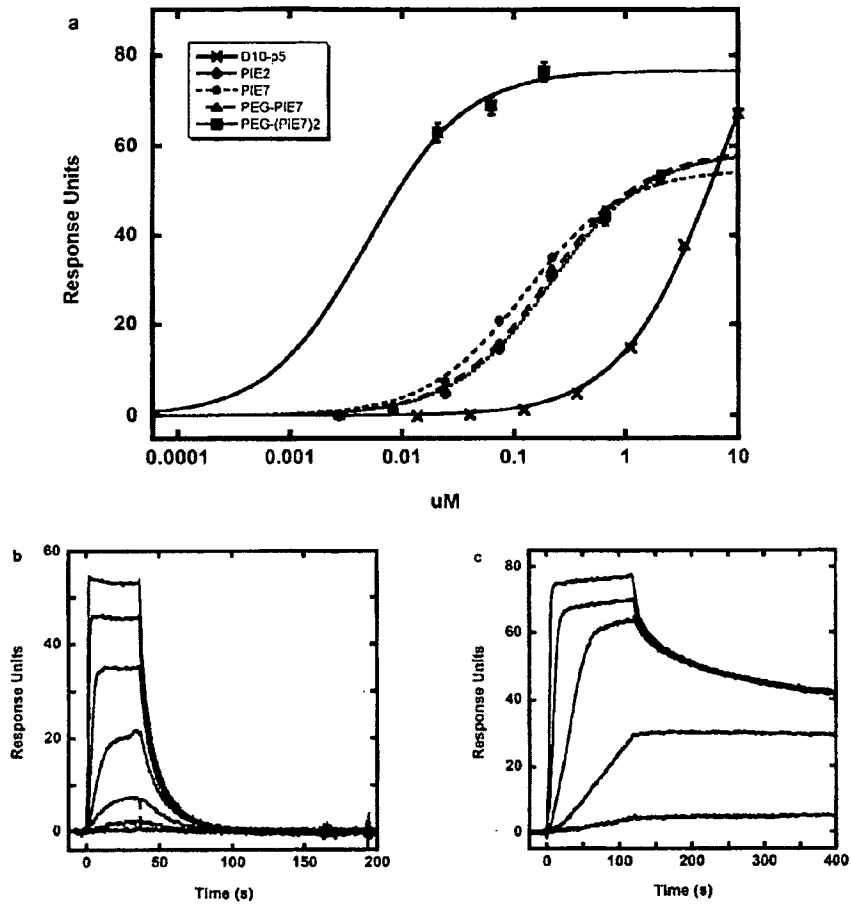 a
80
60
40
20
0
Response Units
D10-p5
PIE2
PIE7
PEG-PIE7
PEG-(PIE7)2
0.0001 0.001 0.01 0.1 1 10
uM
b
60
40
20
0
Response Units
0 50 100 150 200
Time (s)
c
80
60
40
20
0
Response Units
0 100 200 300 400
Time (s)